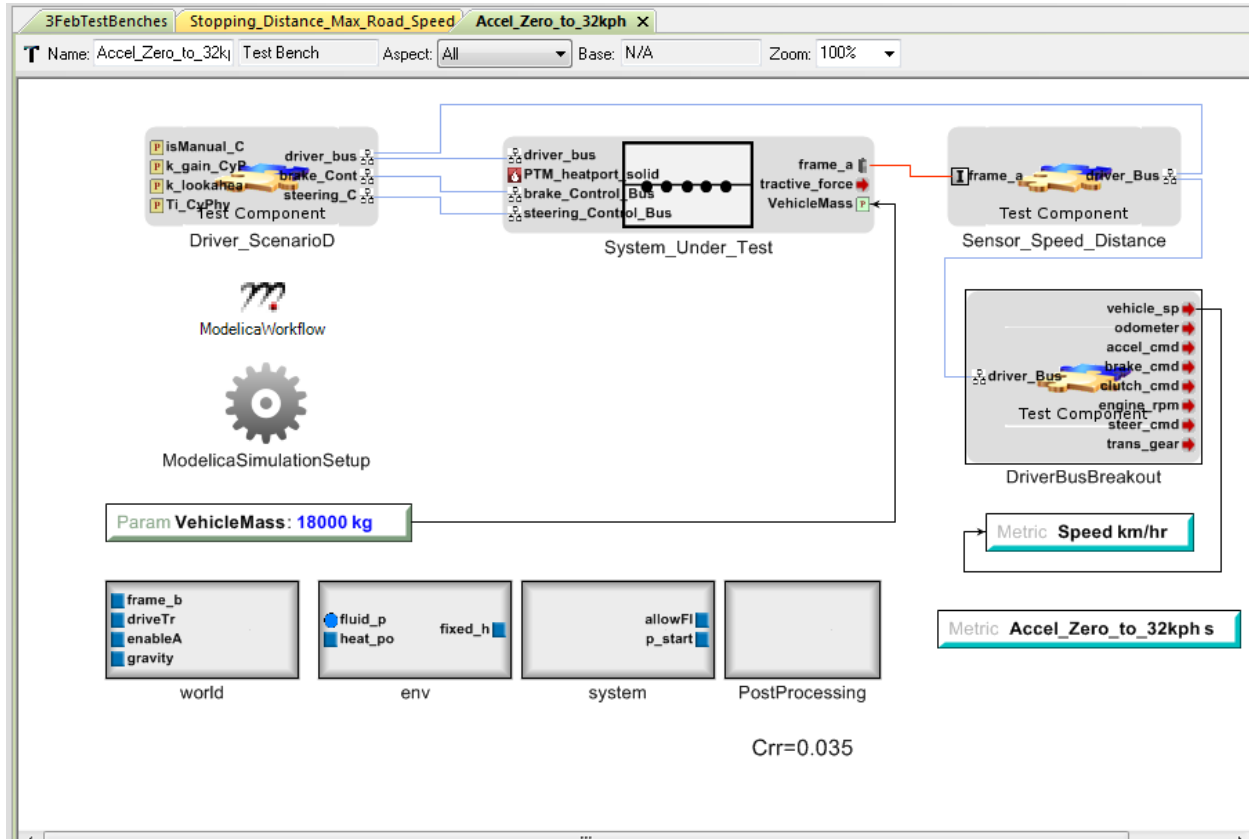 3FebTestBenches
Stopping_Distance_Max_Road_Speed
Accel_Zero_to_32kph X
Name: Accel_Zero_to_32k Test Bench Aspect: All Base: N/A Zoom: 100%
P isManual_C
P k_gain_CyP
P k_lookahea
P Ti_CyPhy
driver_bus
brake_Cont
steering_C
Test Component
Driver_ScenarioD
driver_bus
PTM_heatport_solid
brake_Control_Bus
steering_Control_Bus
frame_a
tractive_force
VehicleMass P
System_Under_Test
I frame_a
driver_Bus
Test Component
Sensor_Speed_Distance
m
ModelicaWorkflow
ModelicaSimulationSetup
driver_Bus
vehicle_sp
odometer
accel_cmd
brake_cmd
clutch_cmd
engine_rpm
steer_cmd
trans_gear
Test Component
DriverBusBreakout
Param VehicleMass: 18000 kg
Metric Speed km/hr
Metric Accel_Zero_to_32kph s
frame_b
driveTr
enableA
gravity
world
fluid_p
heat_po
fixed_h
env
allowFl
p_start
system
PostProcessing
Crr=0.035